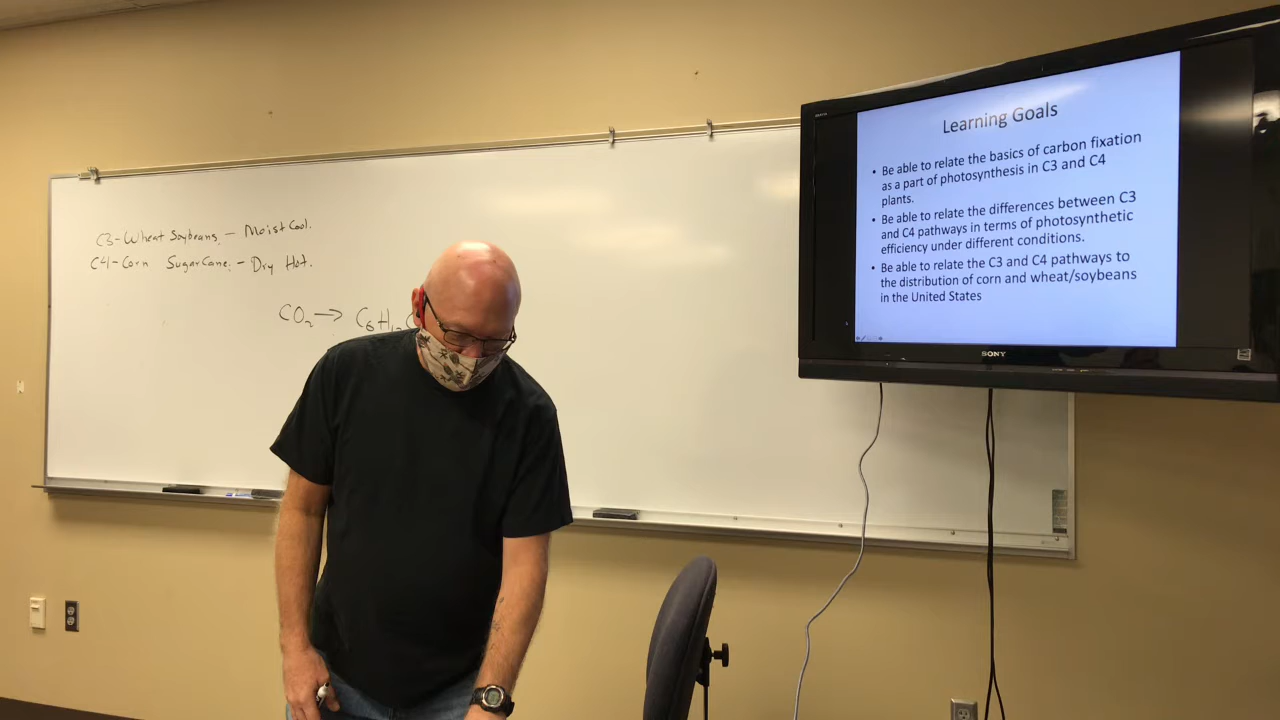 C3-Wheat Soybeans - Moist Cool.
C4-Corn SugarCane - Dry Hot.
CO₂ → C₆H₁₂
Learning Goals
• Be able to relate the basics of carbon fixation
as a part of photosynthesis in C3 and C4
plants.
• Be able to relate the differences between C3
and C4 pathways in terms of photosynthetic
efficiency under different conditions.
• Be able to relate the C3 and C4 pathways to
the distribution of corn and wheat/soybeans
in the United States
SONY